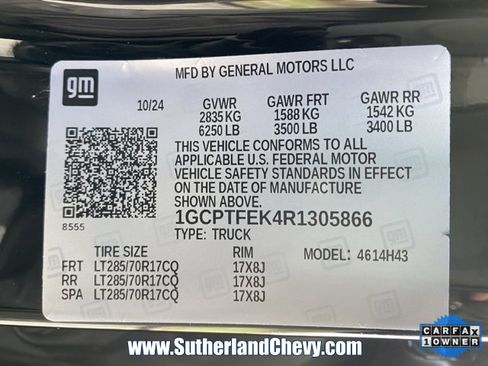 gm
MFD BY GENERAL MOTORS LLC
10/24 GVWR GAWR FRT GAWR RR
2835 KG 1588 KG 1542 KG
6250 LB 3500 LB 3400 LB
THIS VEHICLE CONFORMS TO ALL
APPLICABLE U.S. FEDERAL MOTOR
VEHICLE SAFETY STANDARDS IN EFFECT
ON THE DATE OF MANUFACTURE
SHOWN ABOVE.
8555
1GCPTFEK4R1305866
TYPE: TRUCK
TIRE SIZE RIM MODEL: 4614H43
FRT LT285/70R17CQ 17X8J
RR LT285/70R17CQ 17X8J
SPA LT285/70R17CQ 17X8J
www.SutherlandChevy.com
CARFAX
1 OWNER